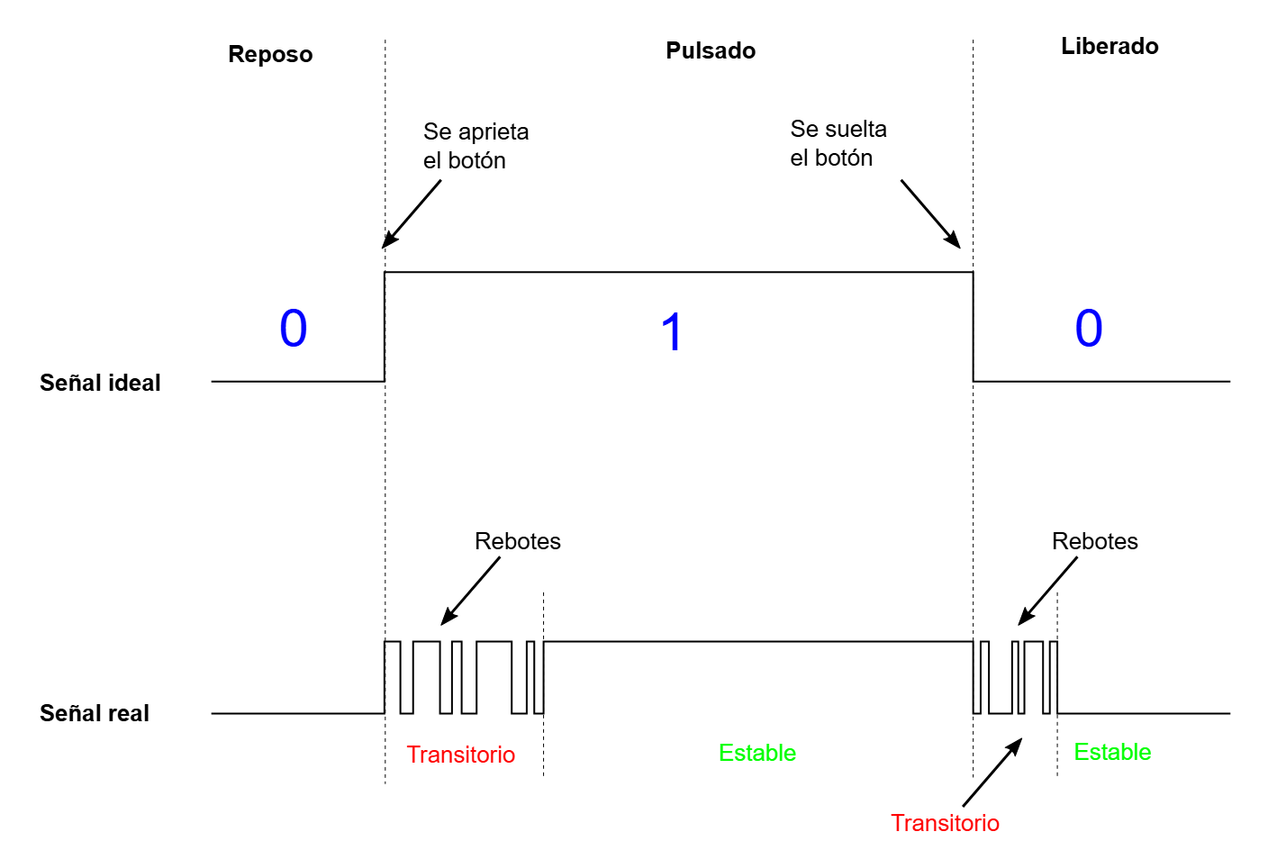 Reposo
Pulsado
Liberado
Se aprieta
el botón
Se suelta
el botón
0
1
0
Señal ideal
Rebotes
Rebotes
Señal real
Transitorio
Estable
Estable
Transitorio